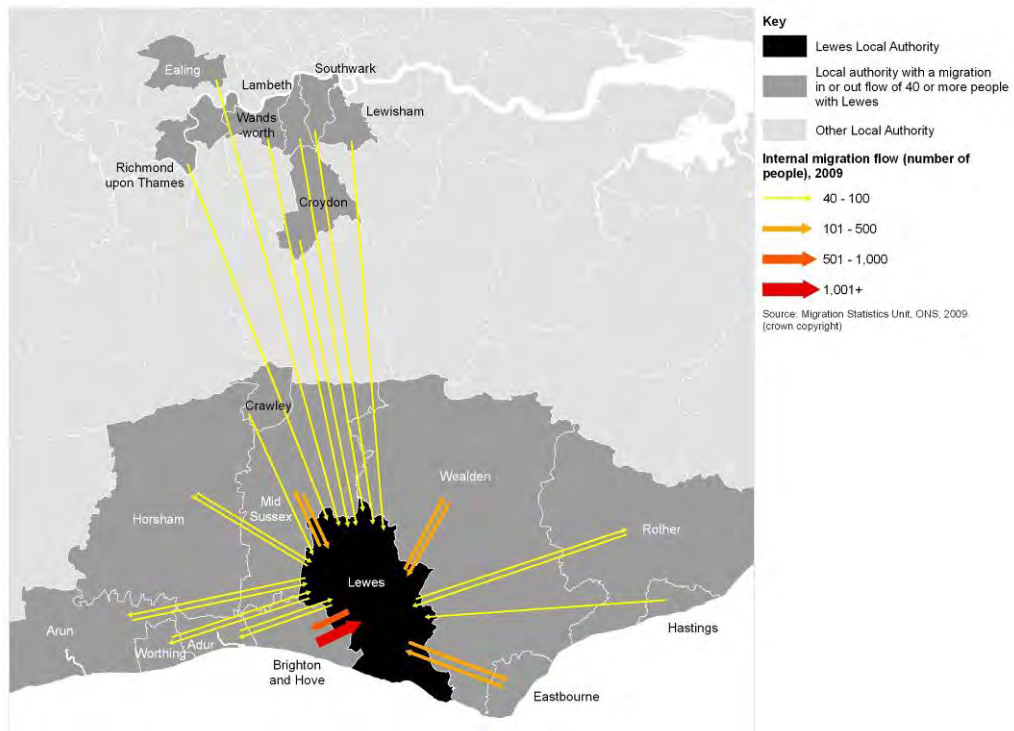 Ealing
Lambeth
Southwark
Wands
-worth
Lewisham
Richmond
upon Thames
Croydon
Crawley
Horsham
Mid
Sussex
Wealden
Rother
Lewes
Arun
Worthing
Adur
Brighton
and Hove
Hastings
Eastbourne
Key
Lewes Local Authority
Local authority with a migration
in or out flow of 40 or more people
with Lewes
Other Local Authority
Internal migration flow (number of
people), 2009
40 - 100
101 - 500
501 - 1,000
1,001+
Source: Migration Statistics Unit, ONS, 2009
(crown copyright)